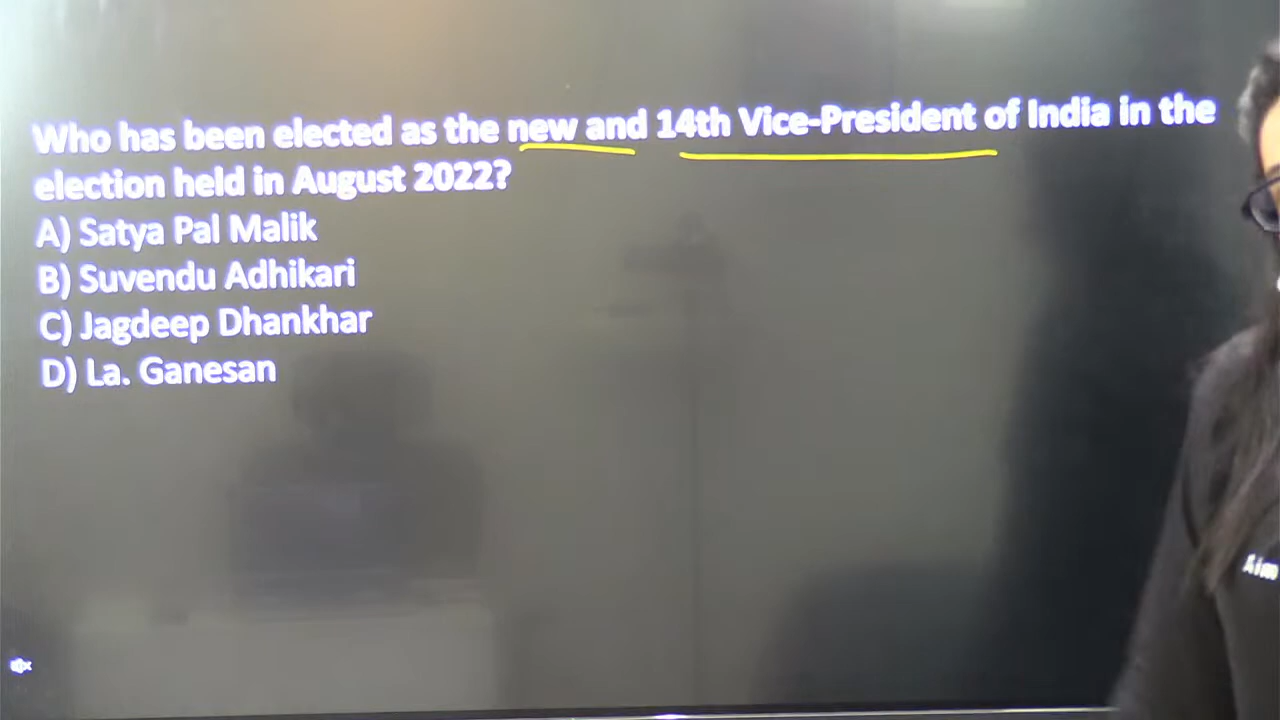 Who has been elected as the new and 14th Vice-President of India in the
election held in August 2022?
A) Satya Pal Malik
B) Suvendu Adhikari
C) Jagdeep Dhankhar
D) La. Ganesan
Aim